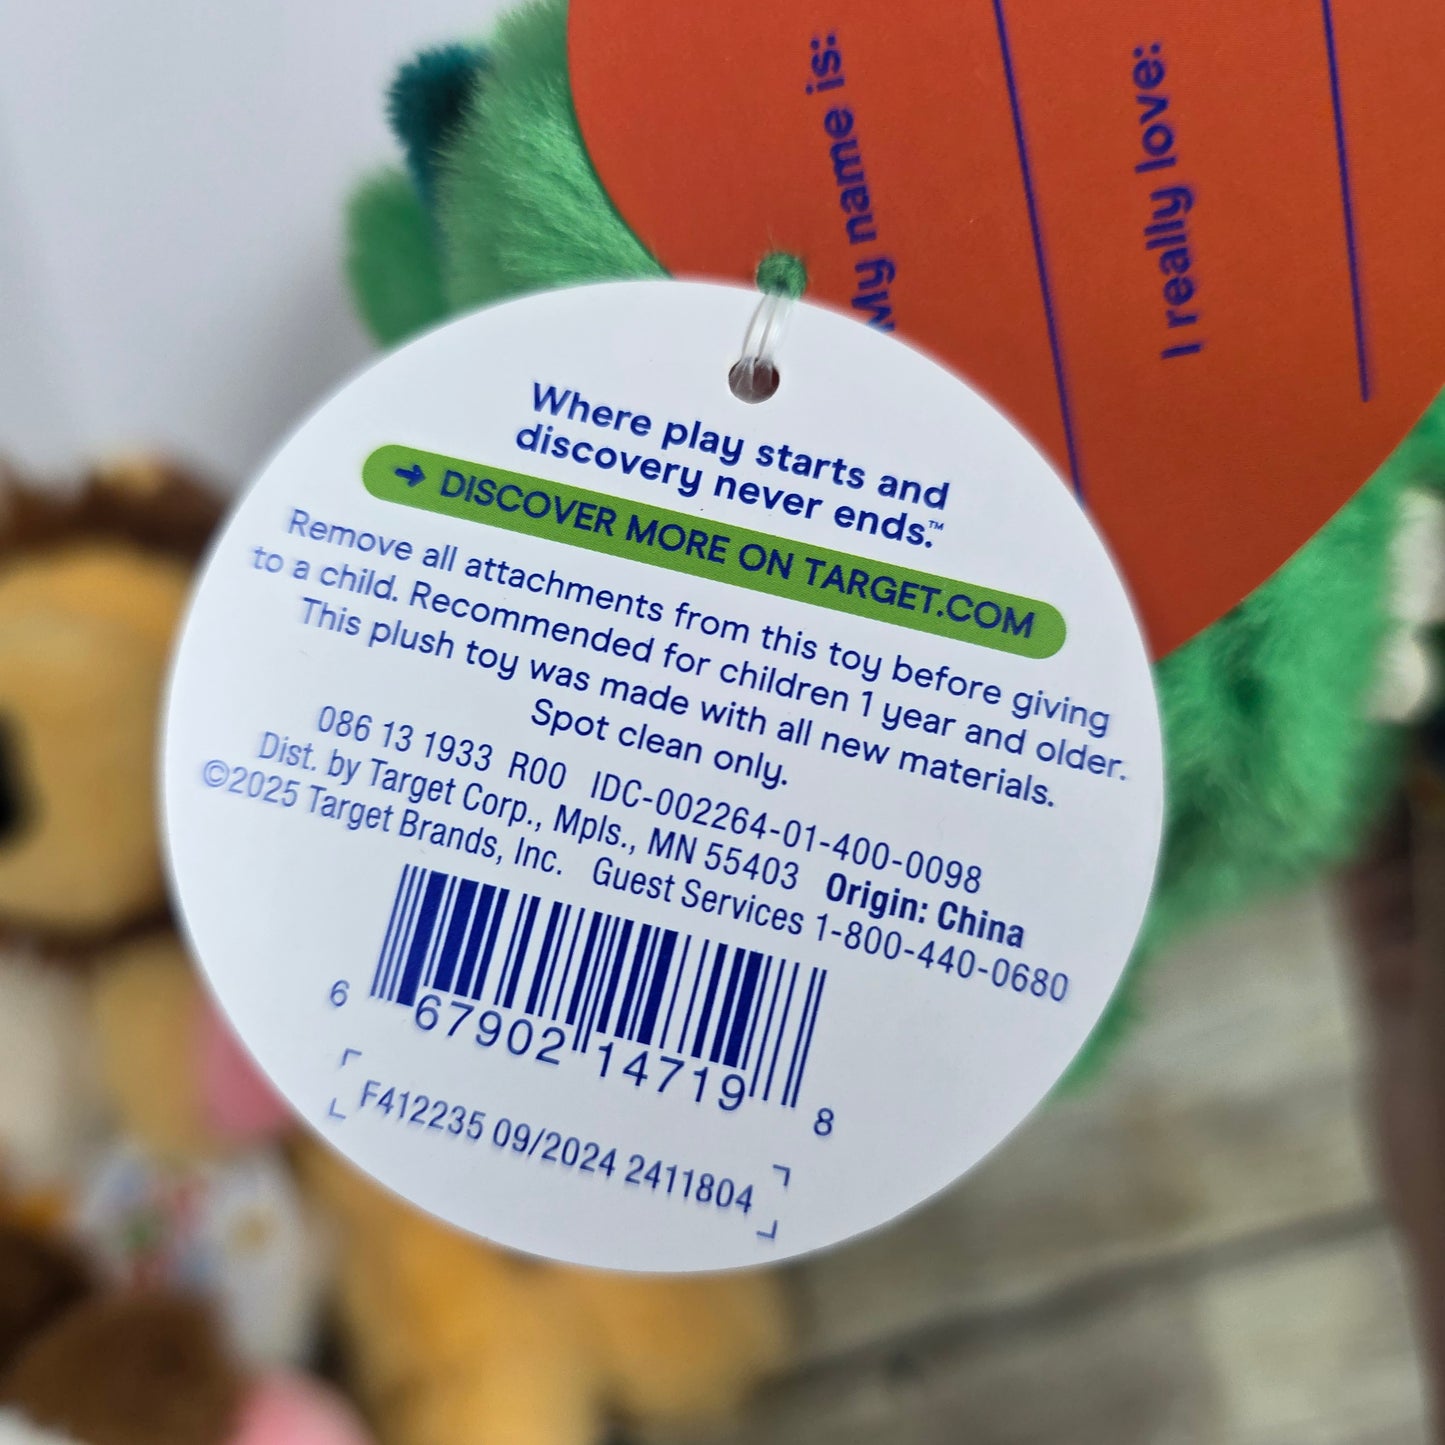 My name is:
I really love:
Where play starts and
discovery never ends.™
→ DISCOVER MORE ON TARGET.COM
Remove all attachments from this toy before giving
to a child. Recommended for children 1 year and older.
This plush toy was made with all new materials.
Spot clean only.
086 13 1933 R00 IDC-002264-01-400-0098
Dist. by Target Corp., Mpls., MN 55403 Origin: China
©2025 Target Brands, Inc. Guest Services 1-800-440-0680
6 67902 14719 8
F412235 09/2024 2411804